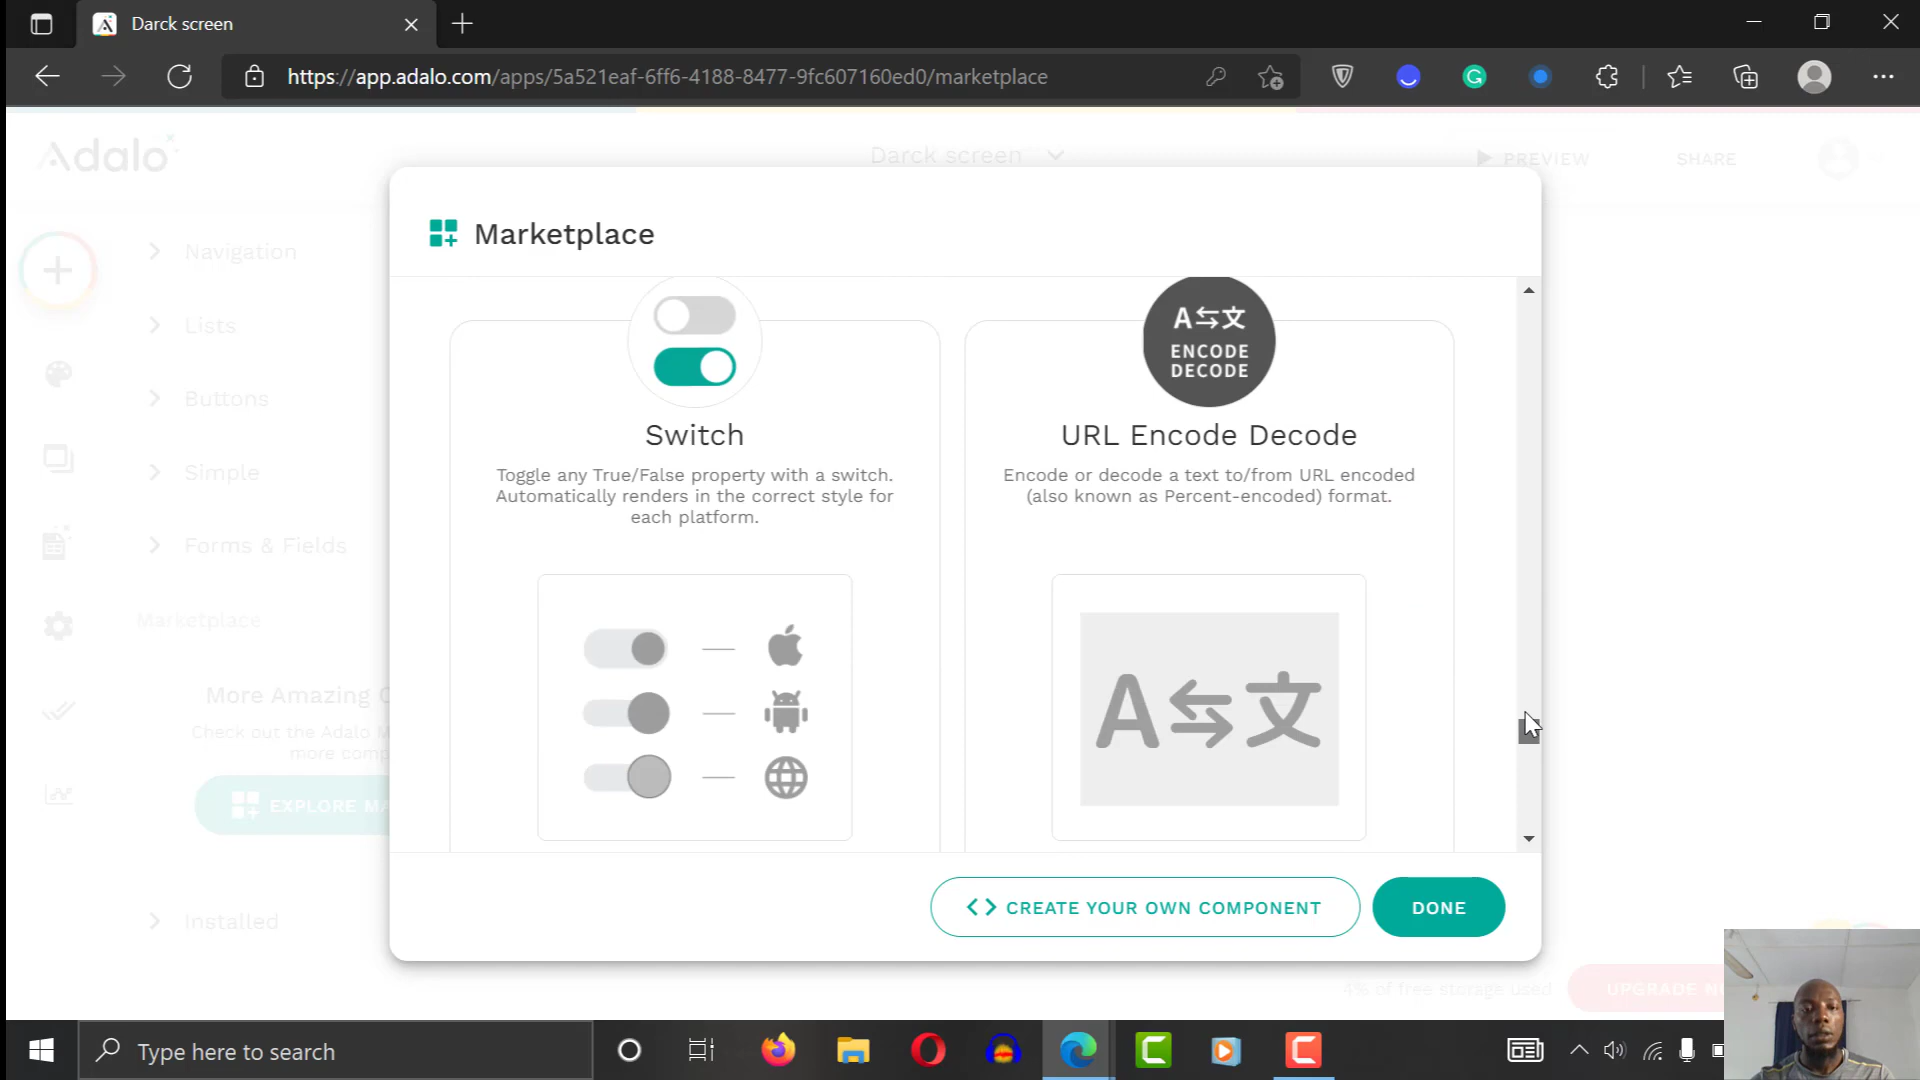 Darck screen
https://app.adalo.com/apps/5a521eaf-6ff6-4188-8477-9fc607160ed0/marketplace
Adalo
Darck screen
PREVIEW
SHARE
Marketplace
Navigation
Lists
Buttons
Simple
Forms & Fields
Marketplace
More Amazing
Check out the Adalo
more
EXPLORE
Installed
Switch
Toggle any True/False property with a switch.
Automatically renders in the correct style for
each platform.
A文
ENCODE
DECODE
URL Encode Decode
Encode or decode a text to/from URL encoded
(also known as Percent-encoded) format.
A文
CREATE YOUR OWN COMPONENT
DONE
4% of free storage used
UPGRADE
Type here to search